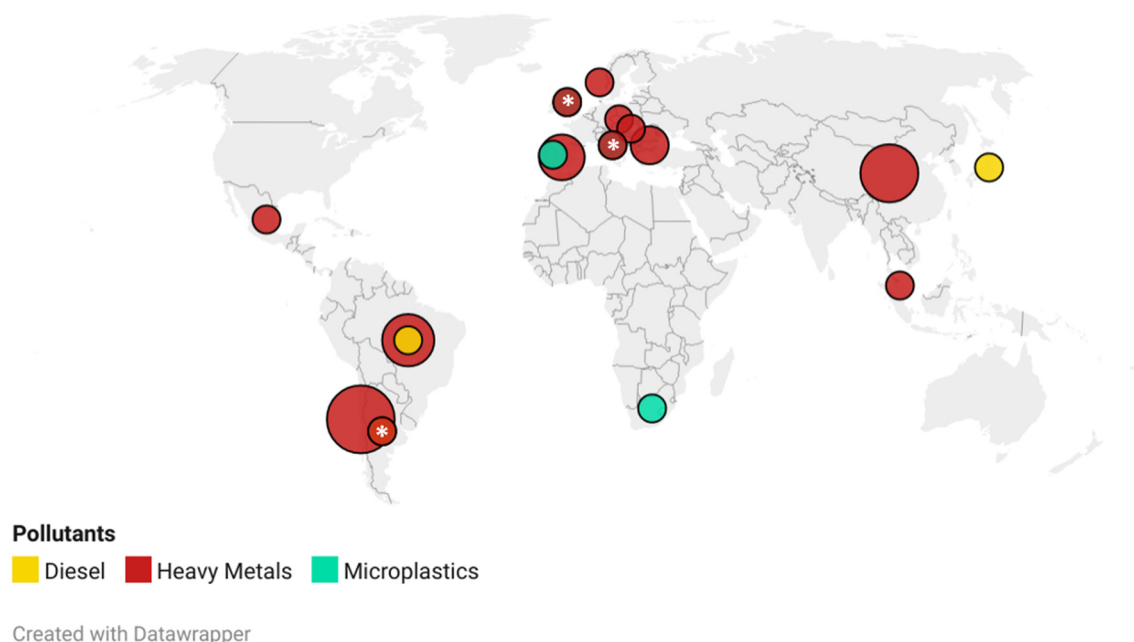 *
*
*
Pollutants
Diesel Heavy Metals Microplastics
Created with Datawrapper